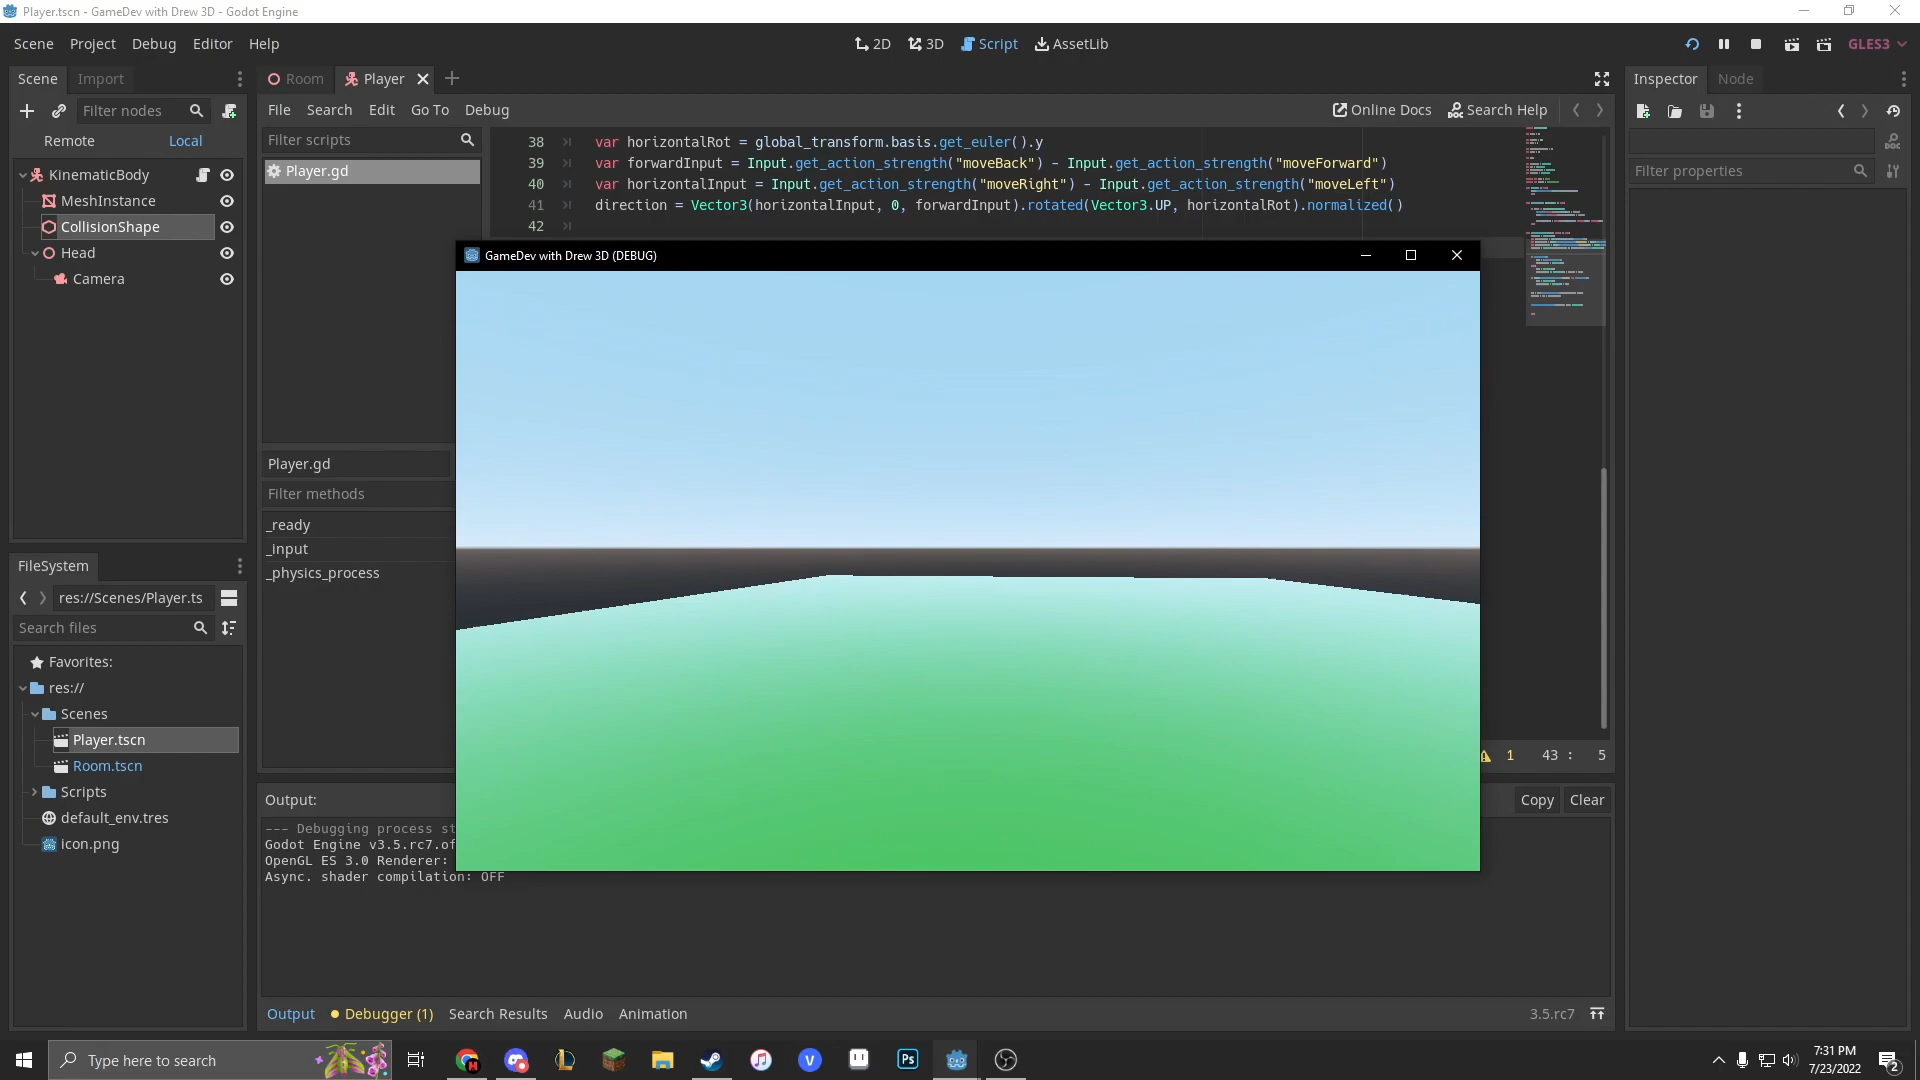 Player.tscn - GameDev with Drew 3D - Godot Engine
Scene Project Debug Editor Help
2D 3D Script AssetLib
GLES3
Scene Import
Room Player
Inspector Node
Filter nodes
File Search Edit Go To Debug
Online Docs Search Help
Remote Local
Filter scripts
Filter properties
KinematicBody
MeshInstance
CollisionShape
Head
Camera
Player.gd
38 var horizontalRot = global_transform.basis.get_euler().y
39 var forwardInput = Input.get_action_strength("moveBack") - Input.get_action_strength("moveForward")
40 var horizontalInput = Input.get_action_strength("moveRight") - Input.get_action_strength("moveLeft")
41 direction = Vector3(horizontalInput, 0, forwardInput).rotated(Vector3.UP, horizontalRot).normalized()
42
GameDev with Drew 3D (DEBUG)
Player.gd
Filter methods
_ready
_input
_physics_process
FileSystem
res://Scenes/Player.ts
Search files
Favorites:
res://
Scenes
Player.tscn
Room.tscn
Scripts
default_env.tres
icon.png
1 43 : 5
Output:
Copy Clear
--- Debugging process st
Godot Engine v3.5.rc7.of
OpenGL ES 3.0 Renderer:
Async. shader compilation: OFF
Output Debugger (1) Search Results Audio Animation
3.5.rc7
Type here to search
Ps
7:31 PM
7/23/2022
2